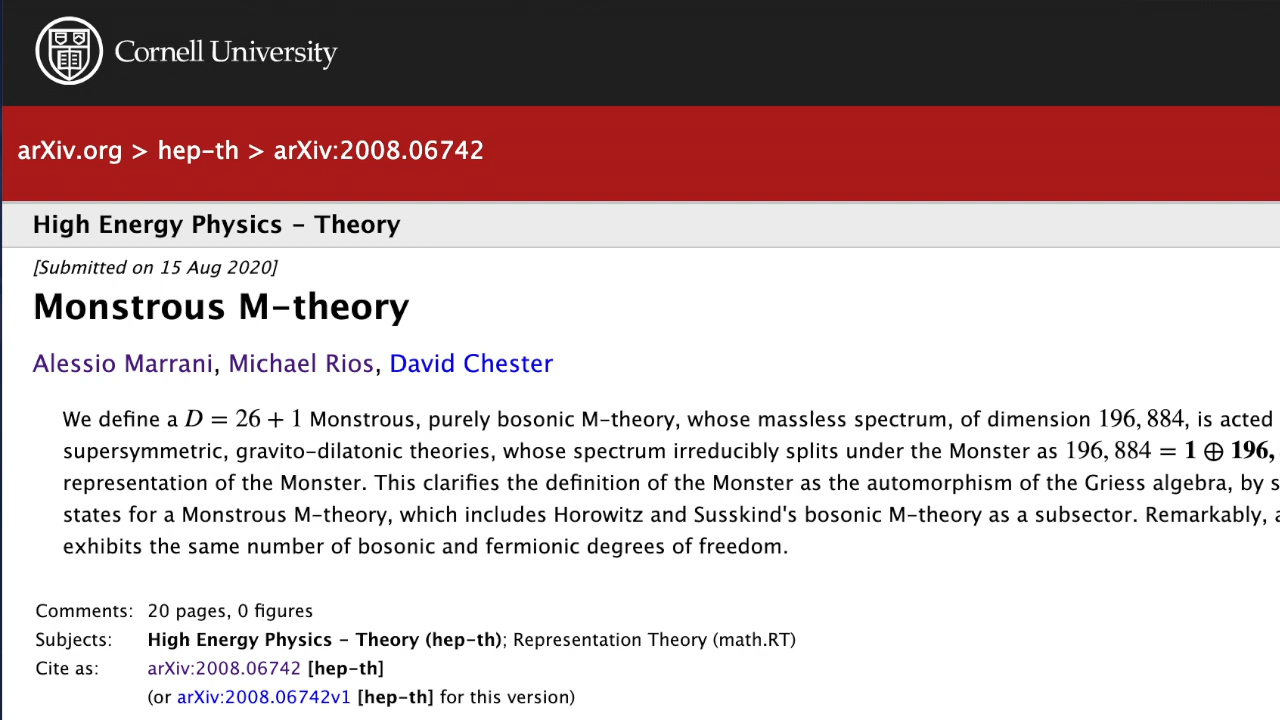 Cornell University
arXiv.org > hep-th > arXiv:2008.06742
High Energy Physics - Theory
[Submitted on 15 Aug 2020]
Monstrous M-theory
Alessio Marrani, Michael Rios, David Chester
We define a D = 26 + 1 Monstrous, purely bosonic M-theory, whose massless spectrum, of dimension 196, 884, is acted
supersymmetric, gravito-dilatonic theories, whose spectrum irreducibly splits under the Monster as 196, 884 = 1 ⊕ 196,
representation of the Monster. This clarifies the definition of the Monster as the automorphism of the Griess algebra, by s
states for a Monstrous M-theory, which includes Horowitz and Susskind's bosonic M-theory as a subsector. Remarkably, a
exhibits the same number of bosonic and fermionic degrees of freedom.
Comments: 20 pages, 0 figures
Subjects: High Energy Physics - Theory (hep-th); Representation Theory (math.RT)
Cite as: arXiv:2008.06742 [hep-th]
(or arXiv:2008.06742v1 [hep-th] for this version)